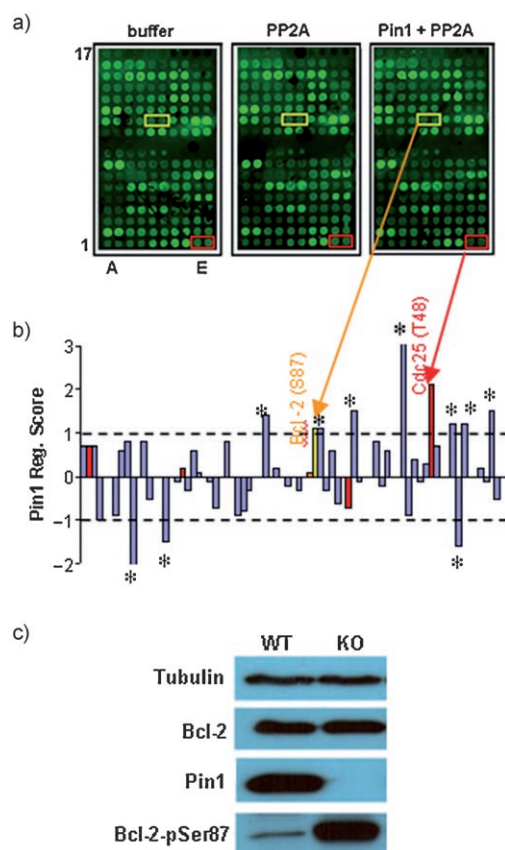 a)
buffer PP2A Pin1 + PP2A
17
1
A E
b)
Bcl-2 (S87)
Cdc25 (T48)
Pin1 Reg. Score
3
2
1
0
−1
−2
* * * * * * * * * * *
c)
WT KO
Tubulin
Bcl-2
Pin1
Bcl-2-pSer87